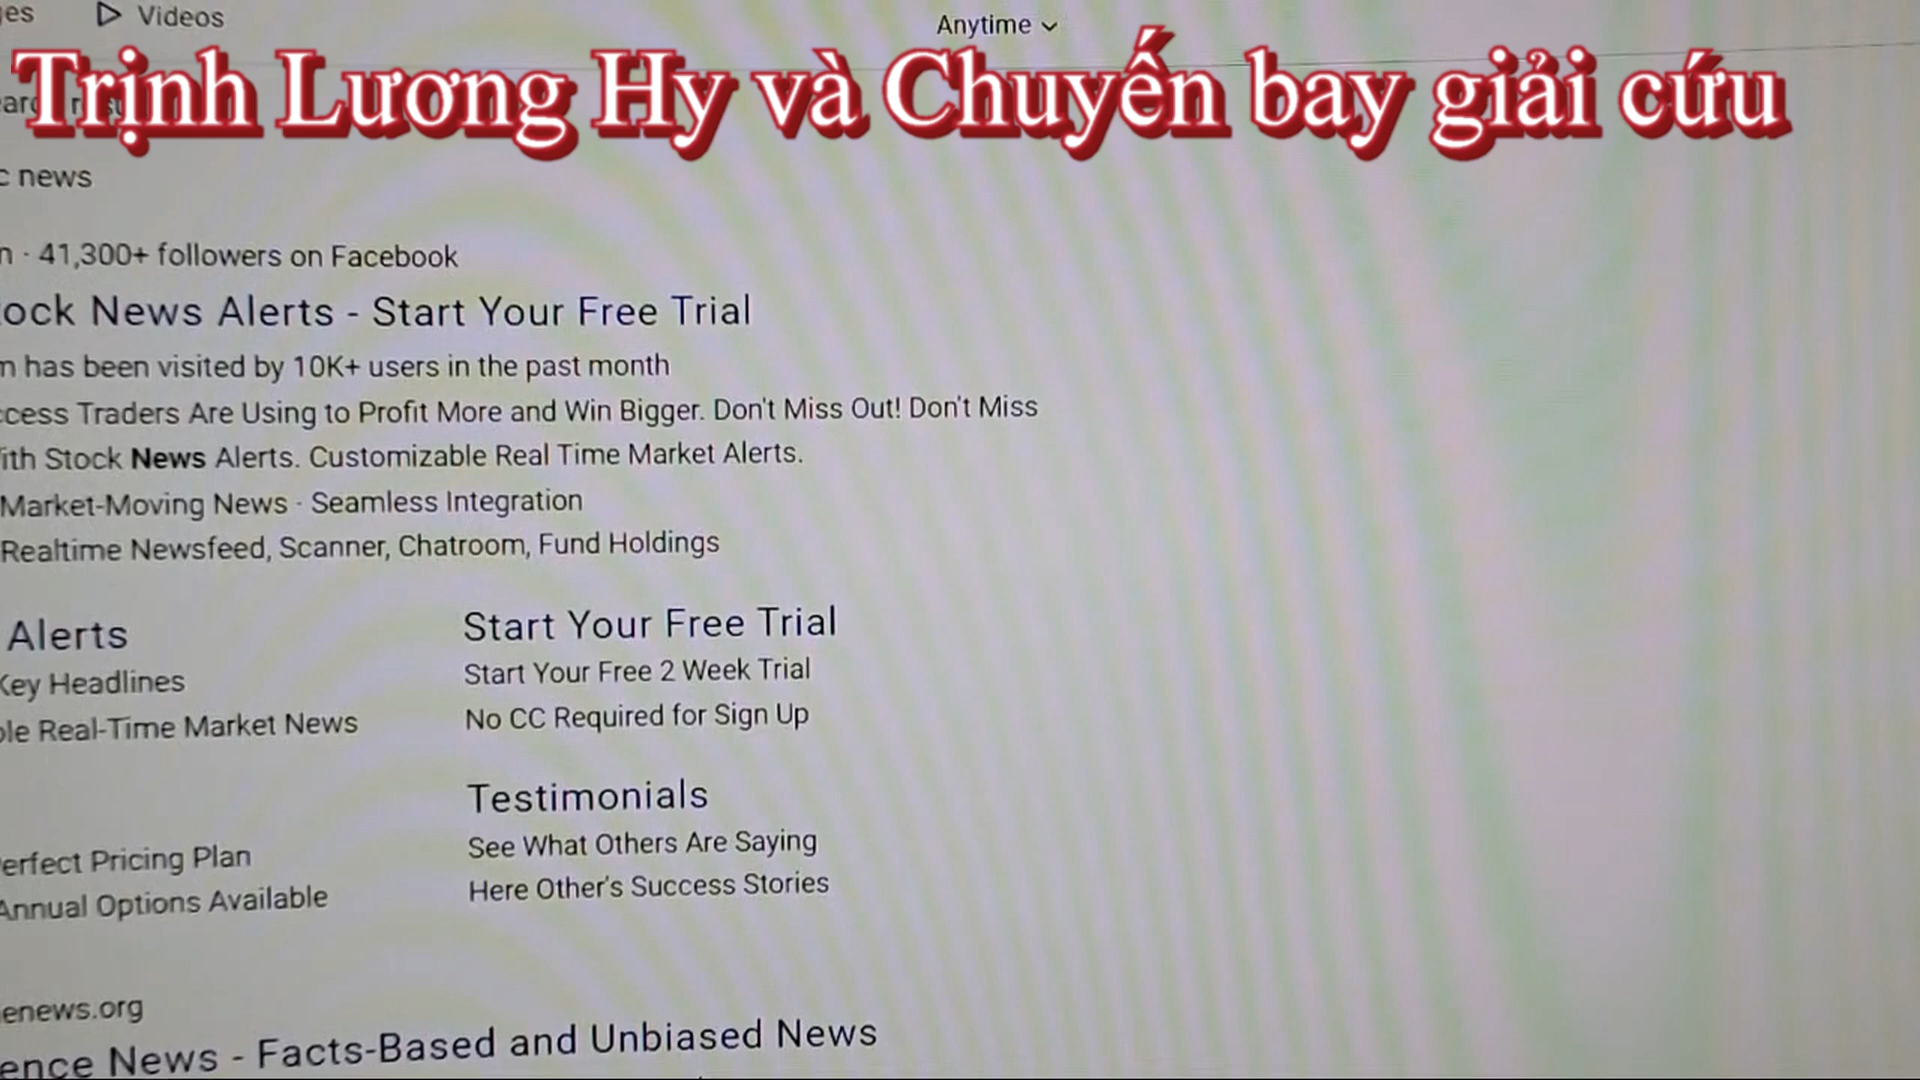 Videos
Anytime
Trịnh Lương Hy và Chuyến bay giải cứu
news
41,300+ followers on Facebook
News Alerts - Start Your Free Trial
has been visited by 10K+ users in the past month
Traders Are Using to Profit More and Win Bigger. Don't Miss Out! Don't Miss
Stock News Alerts. Customizable Real Time Market Alerts.
Market-Moving News · Seamless Integration
Realtime Newsfeed, Scanner, Chatroom, Fund Holdings
Alerts
Key Headlines
Real-Time Market News
Start Your Free Trial
Start Your Free 2 Week Trial
No CC Required for Sign Up
Pricing Plan
Annual Options Available
Testimonials
See What Others Are Saying
Here Other's Success Stories
enews.org
News - Facts-Based and Unbiased News